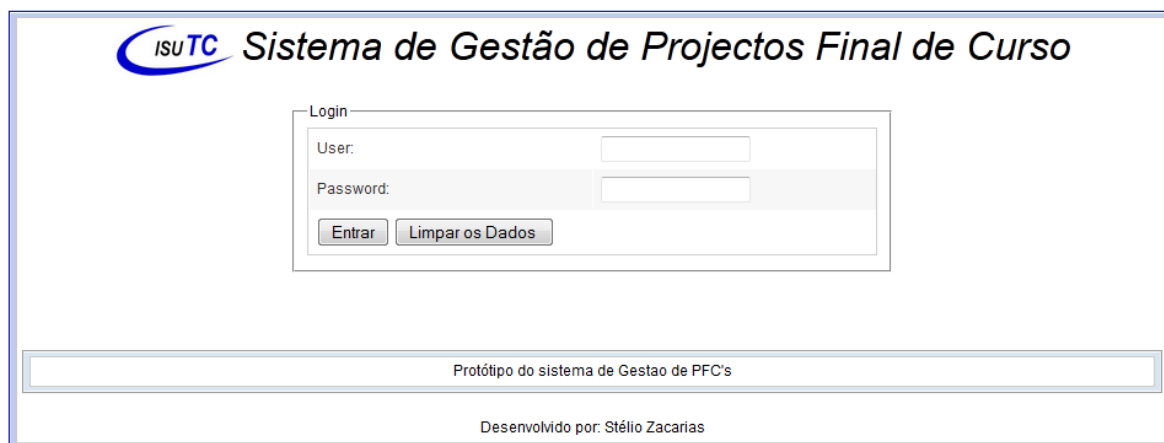 ISUTC Sistema de Gestão de Projectos Final de Curso
Login
User:
Password:
Entrar Limpar os Dados
Protótipo do sistema de Gestao de PFC's
Desenvolvido por: Stélio Zacarias